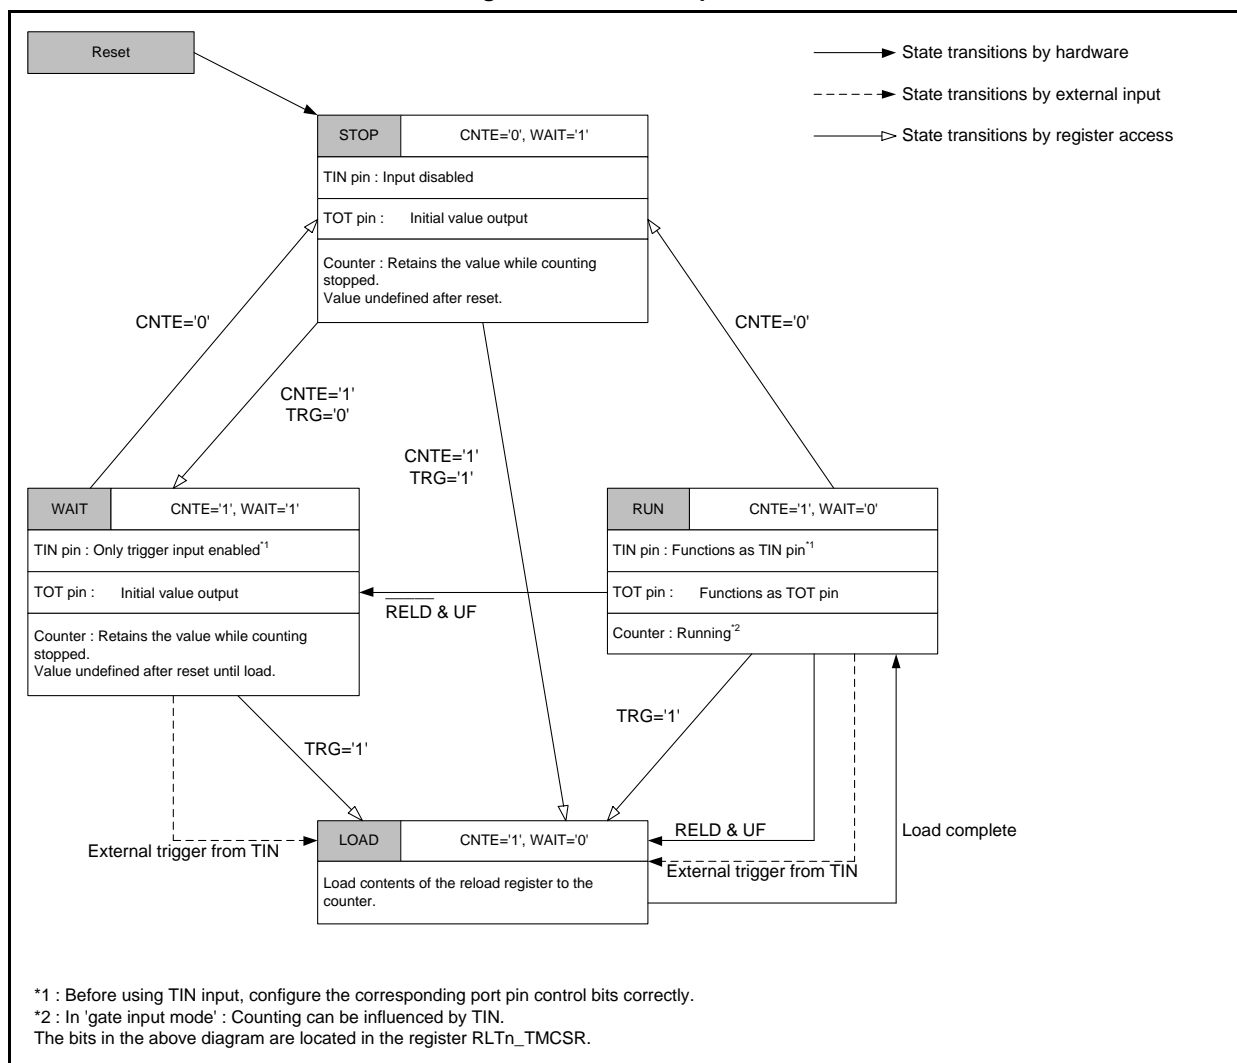 Reset
State transitions by hardware
State transitions by external input
State transitions by register access
STOP
CNTE='0', WAIT='1'
TIN pin : Input disabled
TOT pin : Initial value output
Counter : Retains the value while counting
stopped.
Value undefined after reset.
CNTE='0'
CNTE='0'
CNTE='1'
TRG='0'
CNTE='1'
TRG='1'
WAIT
CNTE='1', WAIT='1'
TIN pin : Only trigger input enabled*1
TOT pin : Initial value output
Counter : Retains the value while counting
stopped.
Value undefined after reset until load.
RUN
CNTE='1', WAIT='0'
TIN pin : Functions as TIN pin*1
TOT pin : Functions as TOT pin
Counter : Running*2
R̅E̅L̅D̅ & UF
TRG='1'
TRG='1'
External trigger from TIN
LOAD
CNTE='1', WAIT='0'
Load contents of the reload register to the
counter.
RELD & UF
External trigger from TIN
Load complete
*1 : Before using TIN input, configure the corresponding port pin control bits correctly.
*2 : In 'gate input mode' : Counting can be influenced by TIN.
The bits in the above diagram are located in the register RLTn_TMCSR.